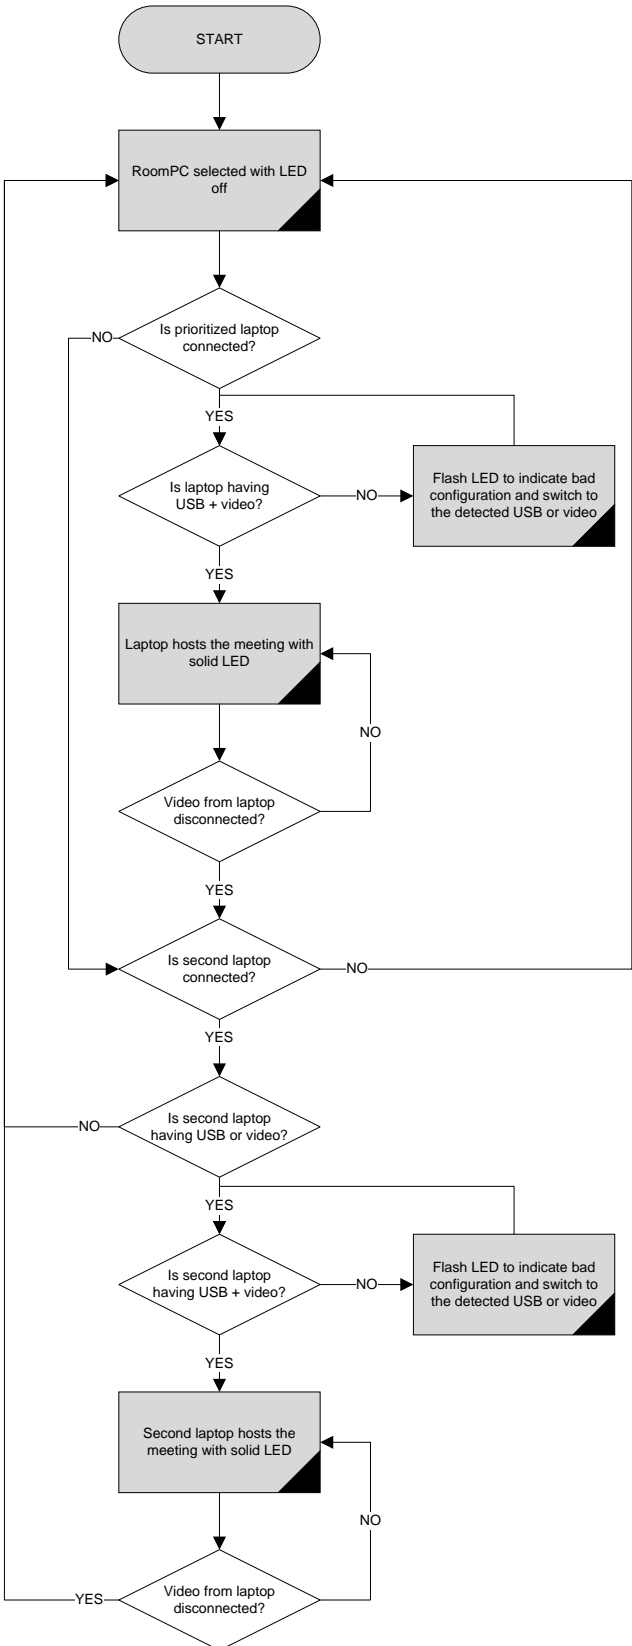 START
RoomPC selected with LED
off
Is prioritized laptop
connected?
NO
YES
Is laptop having
USB + video?
NO
Flash LED to indicate bad
configuration and switch to
the detected USB or video
YES
Laptop hosts the meeting with
solid LED
NO
Video from laptop
disconnected?
YES
Is second laptop
connected?
NO
YES
Is second laptop
having USB or video?
NO
YES
Is second laptop
having USB + video?
NO
Flash LED to indicate bad
configuration and switch to
the detected USB or video
YES
Second laptop hosts the
meeting with solid LED
NO
Video from laptop
disconnected?
YES